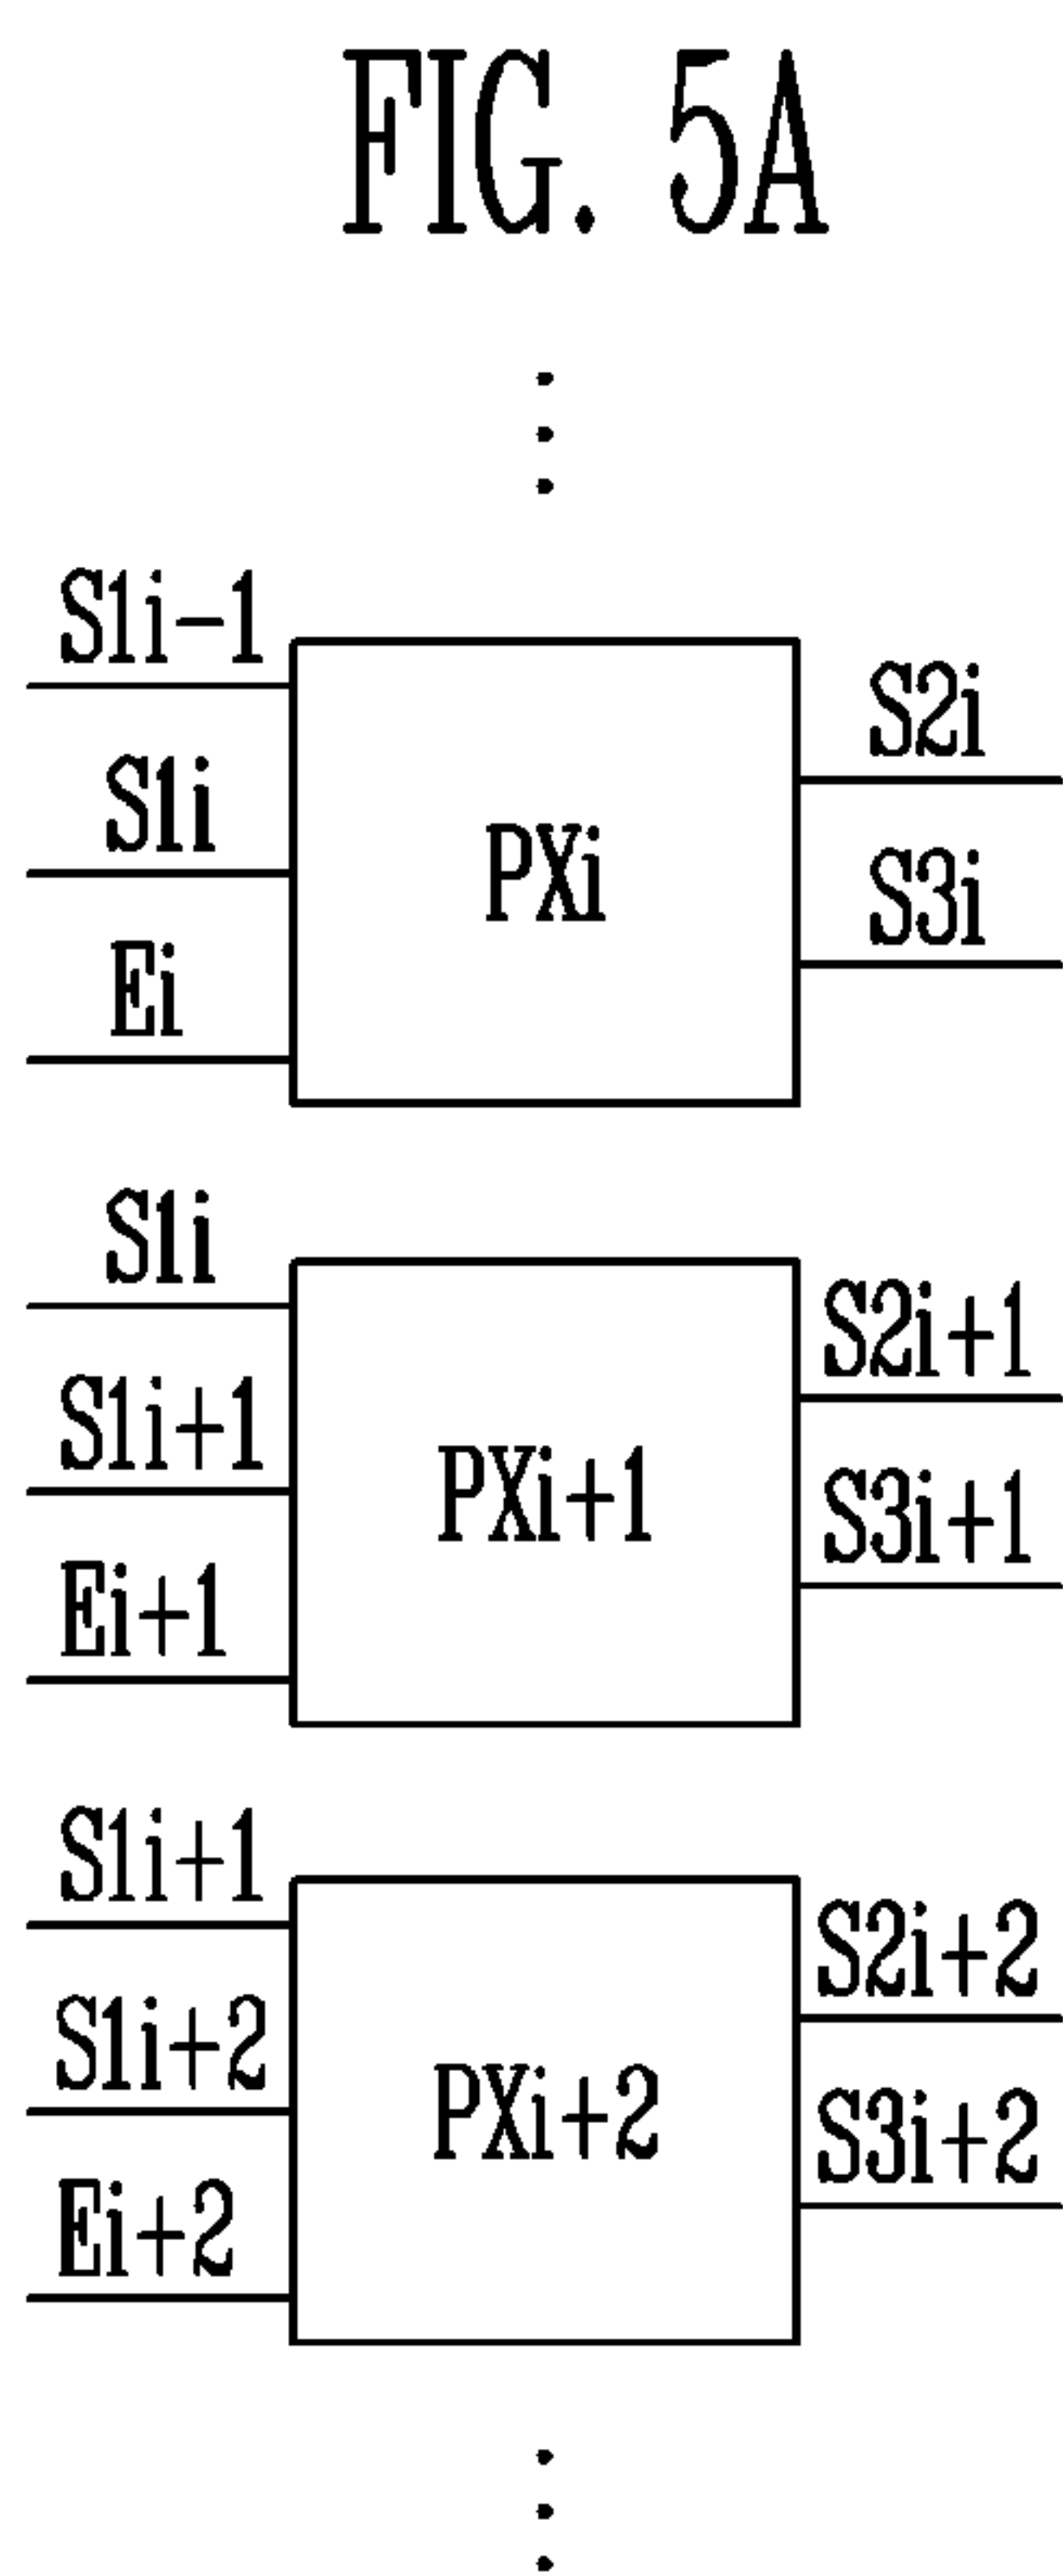 FIG. 5A
S1i-1
S2i
S1i
PXi
S3i
Ei
S1i
S2i+1
S1i+1
PXi+1
S3i+1
Ei+1
S1i+1
S2i+2
S1i+2
PXi+2
S3i+2
Ei+2